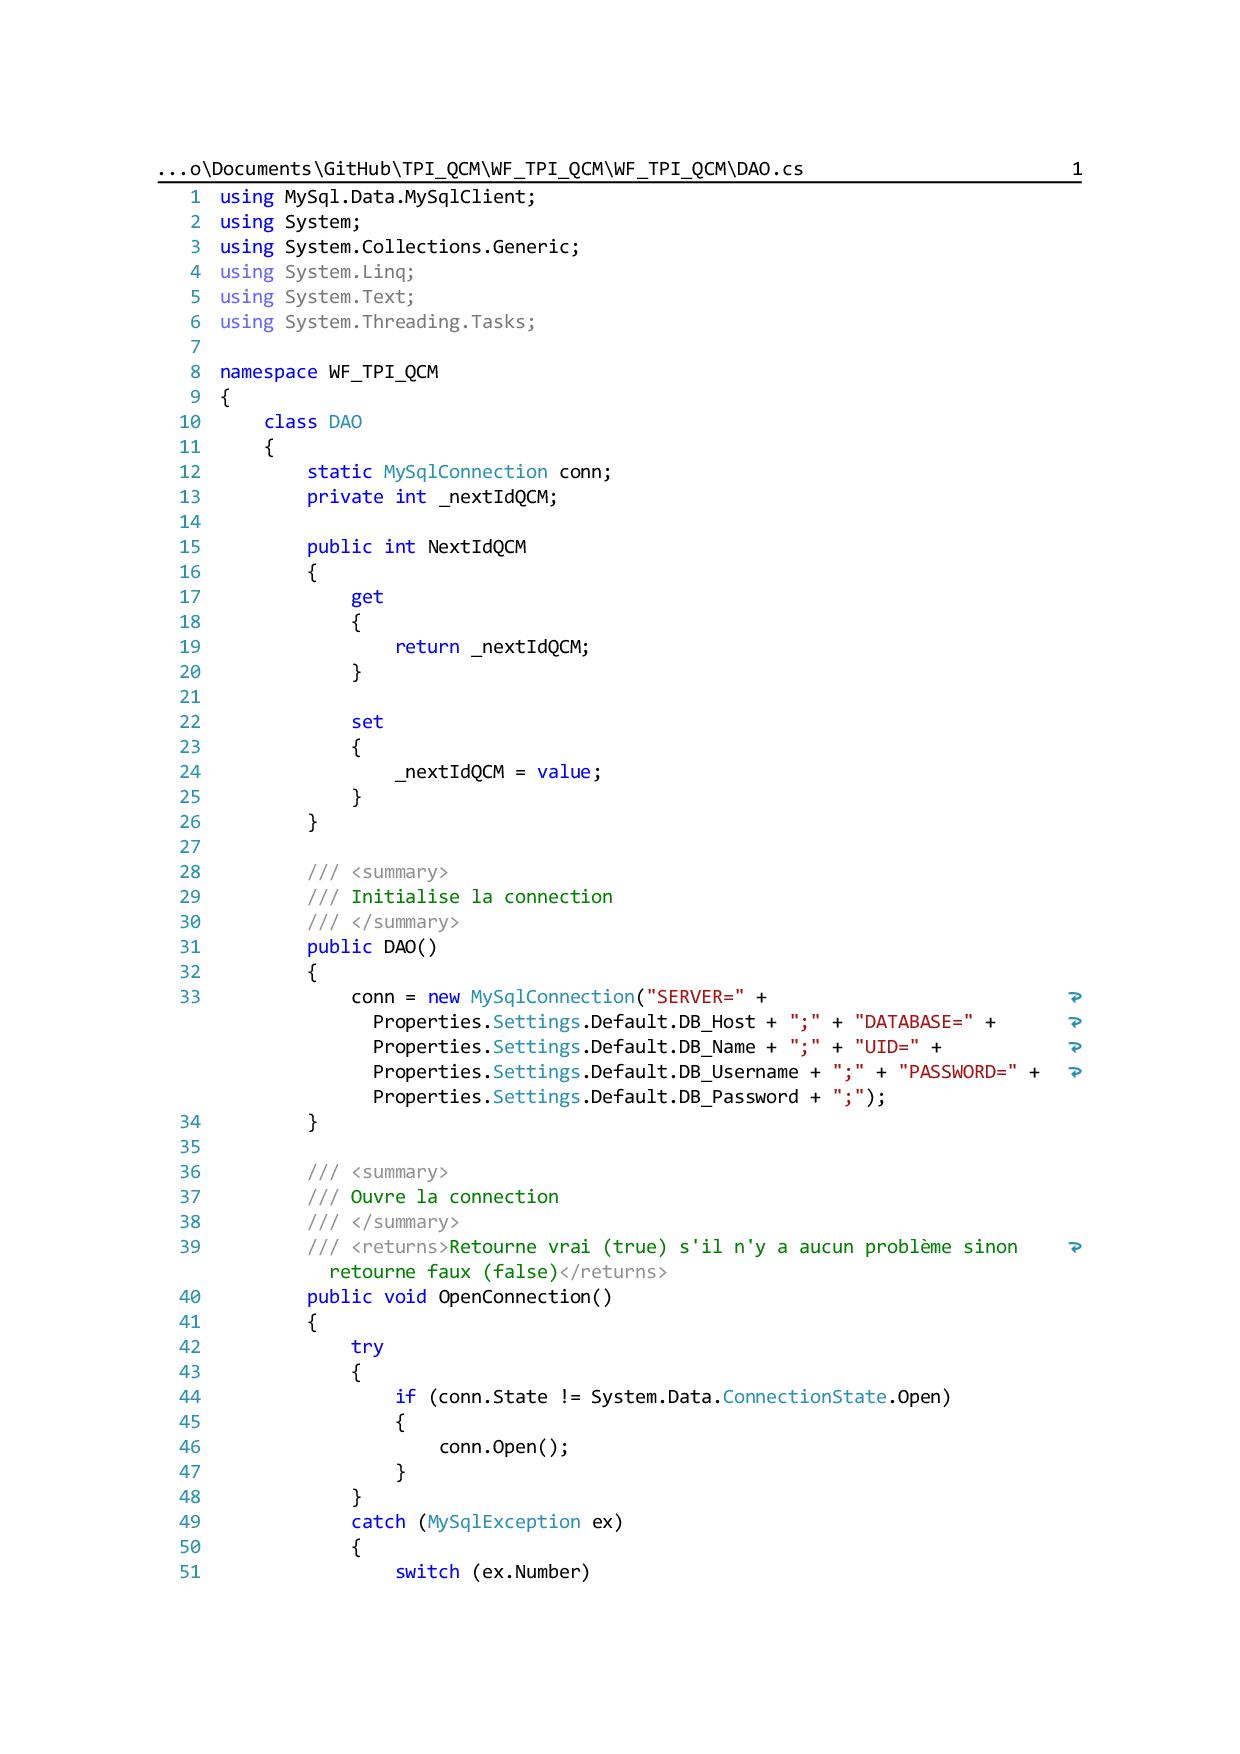 ...o\Documents\GitHub\TPI_QCM\WF_TPI_QCM\WF_TPI_QCM\DAO.cs 1
1 using MySql.Data.MySqlClient;
2 using System;
3 using System.Collections.Generic;
4 using System.Linq;
5 using System.Text;
6 using System.Threading.Tasks;
7
8 namespace WF_TPI_QCM
9 {
10     class DAO
11     {
12         static MySqlConnection conn;
13         private int _nextIdQCM;
14
15         public int NextIdQCM
16         {
17             get
18             {
19                 return _nextIdQCM;
20             }
21
22             set
23             {
24                 _nextIdQCM = value;
25             }
26         }
27
28         /// <summary>
29         /// Initialise la connection
30         /// </summary>
31         public DAO()
32         {
33             conn = new MySqlConnection("SERVER=" +
Properties.Settings.Default.DB_Host + ";" + "DATABASE=" +
Properties.Settings.Default.DB_Name + ";" + "UID=" +
Properties.Settings.Default.DB_Username + ";" + "PASSWORD=" +
Properties.Settings.Default.DB_Password + ";");
34         }
35
36         /// <summary>
37         /// Ouvre la connection
38         /// </summary>
39         /// <returns>Retourne vrai (true) s'il n'y a aucun problème sinon
retourne faux (false)</returns>
40         public void OpenConnection()
41         {
42             try
43             {
44                 if (conn.State != System.Data.ConnectionState.Open)
45                 {
46                     conn.Open();
47                 }
48             }
49             catch (MySqlException ex)
50             {
51                 switch (ex.Number)